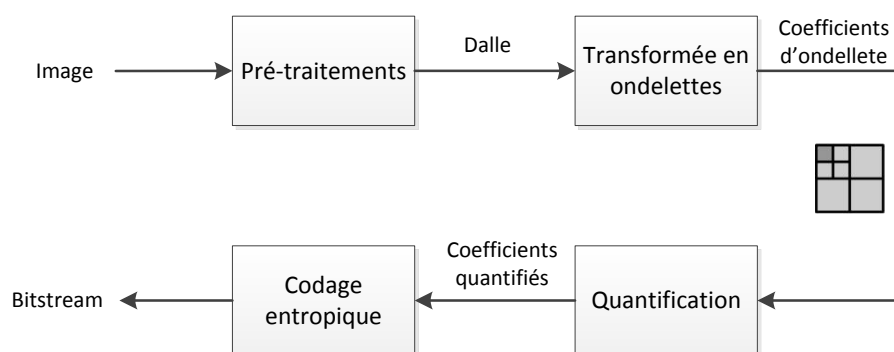 Image
Pré-traitements
Dalle
Transformée en
ondelettes
Coefficients
d'ondellete
Bitstream
Codage
entropique
Coefficients
quantifiés
Quantification